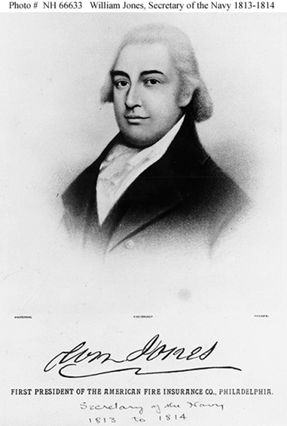 Photo # NH 66633 William Jones, Secretary of the Navy 1813-1814
Wm Jones
FIRST PRESIDENT OF THE AMERICAN FIRE INSURANCE CO., PHILADELPHIA.
Secretary of the Navy
1813 to 1814